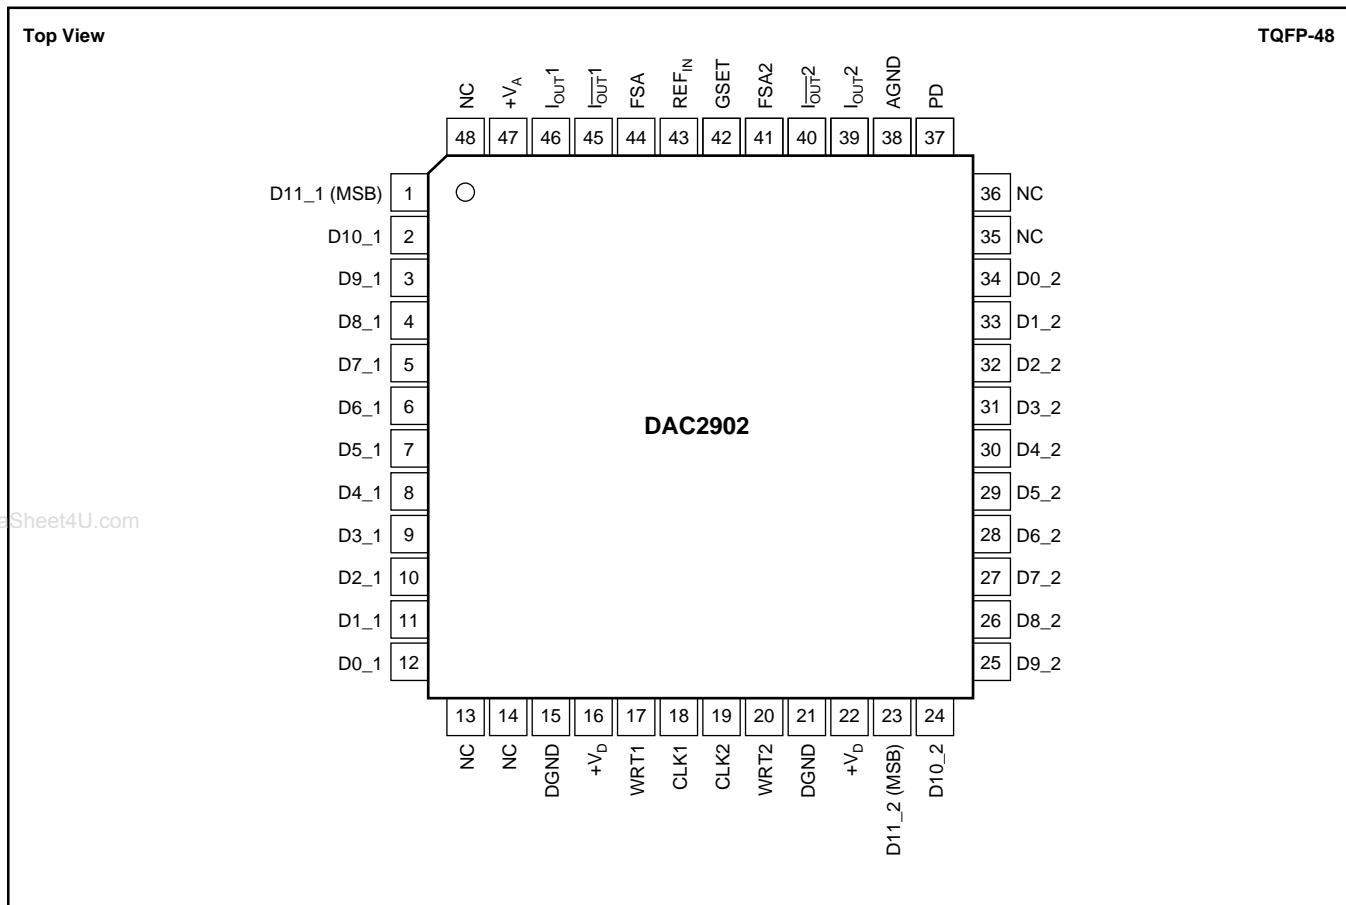 Top View
TQFP-48
NC
+VA
IOUT1
I̅O̅U̅T̅1
FSA
REFIN
GSET
FSA2
I̅O̅U̅T̅2
IOUT2
AGND
PD
48 47 46 45 44 43 42 41 40 39 38 37
D11_1 (MSB) 1
D10_1 2
D9_1 3
D8_1 4
D7_1 5
D6_1 6
D5_1 7
D4_1 8
D3_1 9
D2_1 10
D1_1 11
D0_1 12
DAC2902
36 NC
35 NC
34 D0_2
33 D1_2
32 D2_2
31 D3_2
30 D4_2
29 D5_2
28 D6_2
27 D7_2
26 D8_2
25 D9_2
13 14 15 16 17 18 19 20 21 22 23 24
NC
NC
DGND
+VD
WRT1
CLK1
CLK2
WRT2
DGND
+VD
D11_2 (MSB)
D10_2
aSheet4U.com